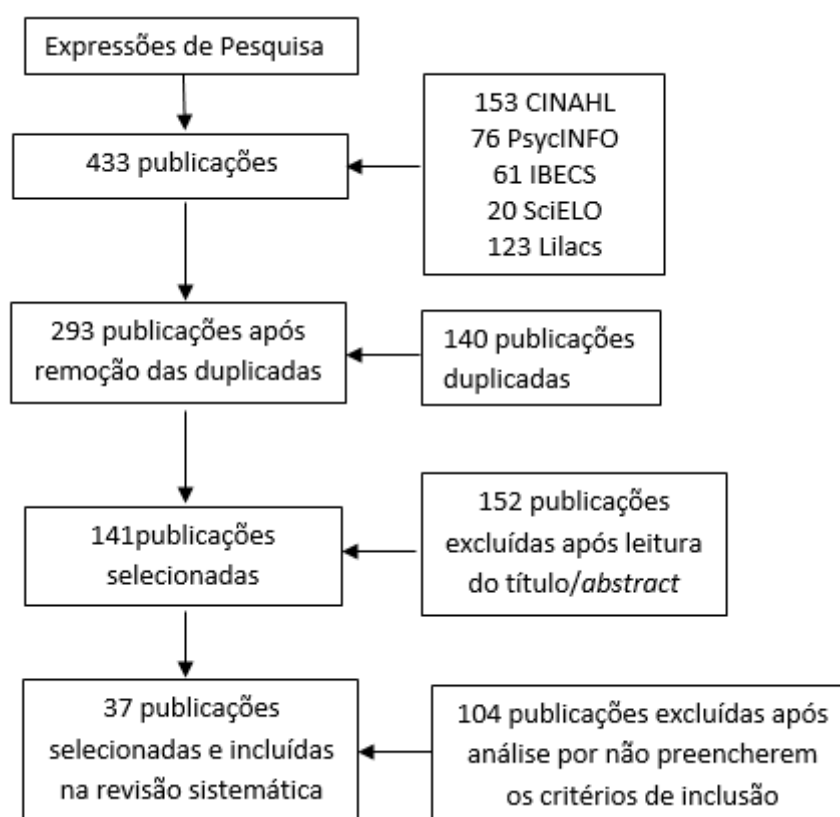 Expressões de Pesquisa
153 CINAHL
76 PsycINFO
61 IBECS
20 SciELO
123 Lilacs
433 publicações
293 publicações após
remoção das duplicadas
140 publicações
duplicadas
141publicações
selecionadas
152 publicações
excluídas após leitura
do título/abstract
37 publicações
selecionadas e incluídas
na revisão sistemática
104 publicações excluídas após
análise por não preencherem
os critérios de inclusão